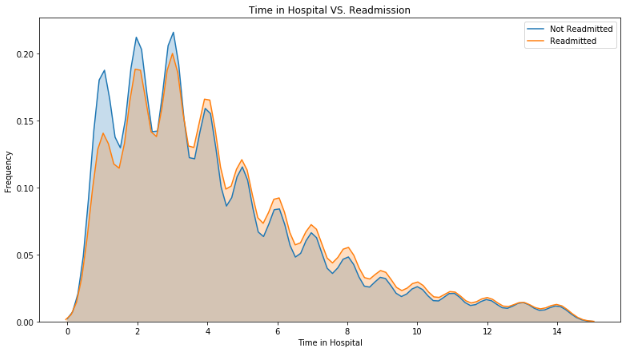 Time in Hospital VS. Readmission
Not Readmitted
Readmitted
Frequency
0.20
0.15
0.10
0.05
0.00
0 2 4 6 8 10 12 14
Time in Hospital